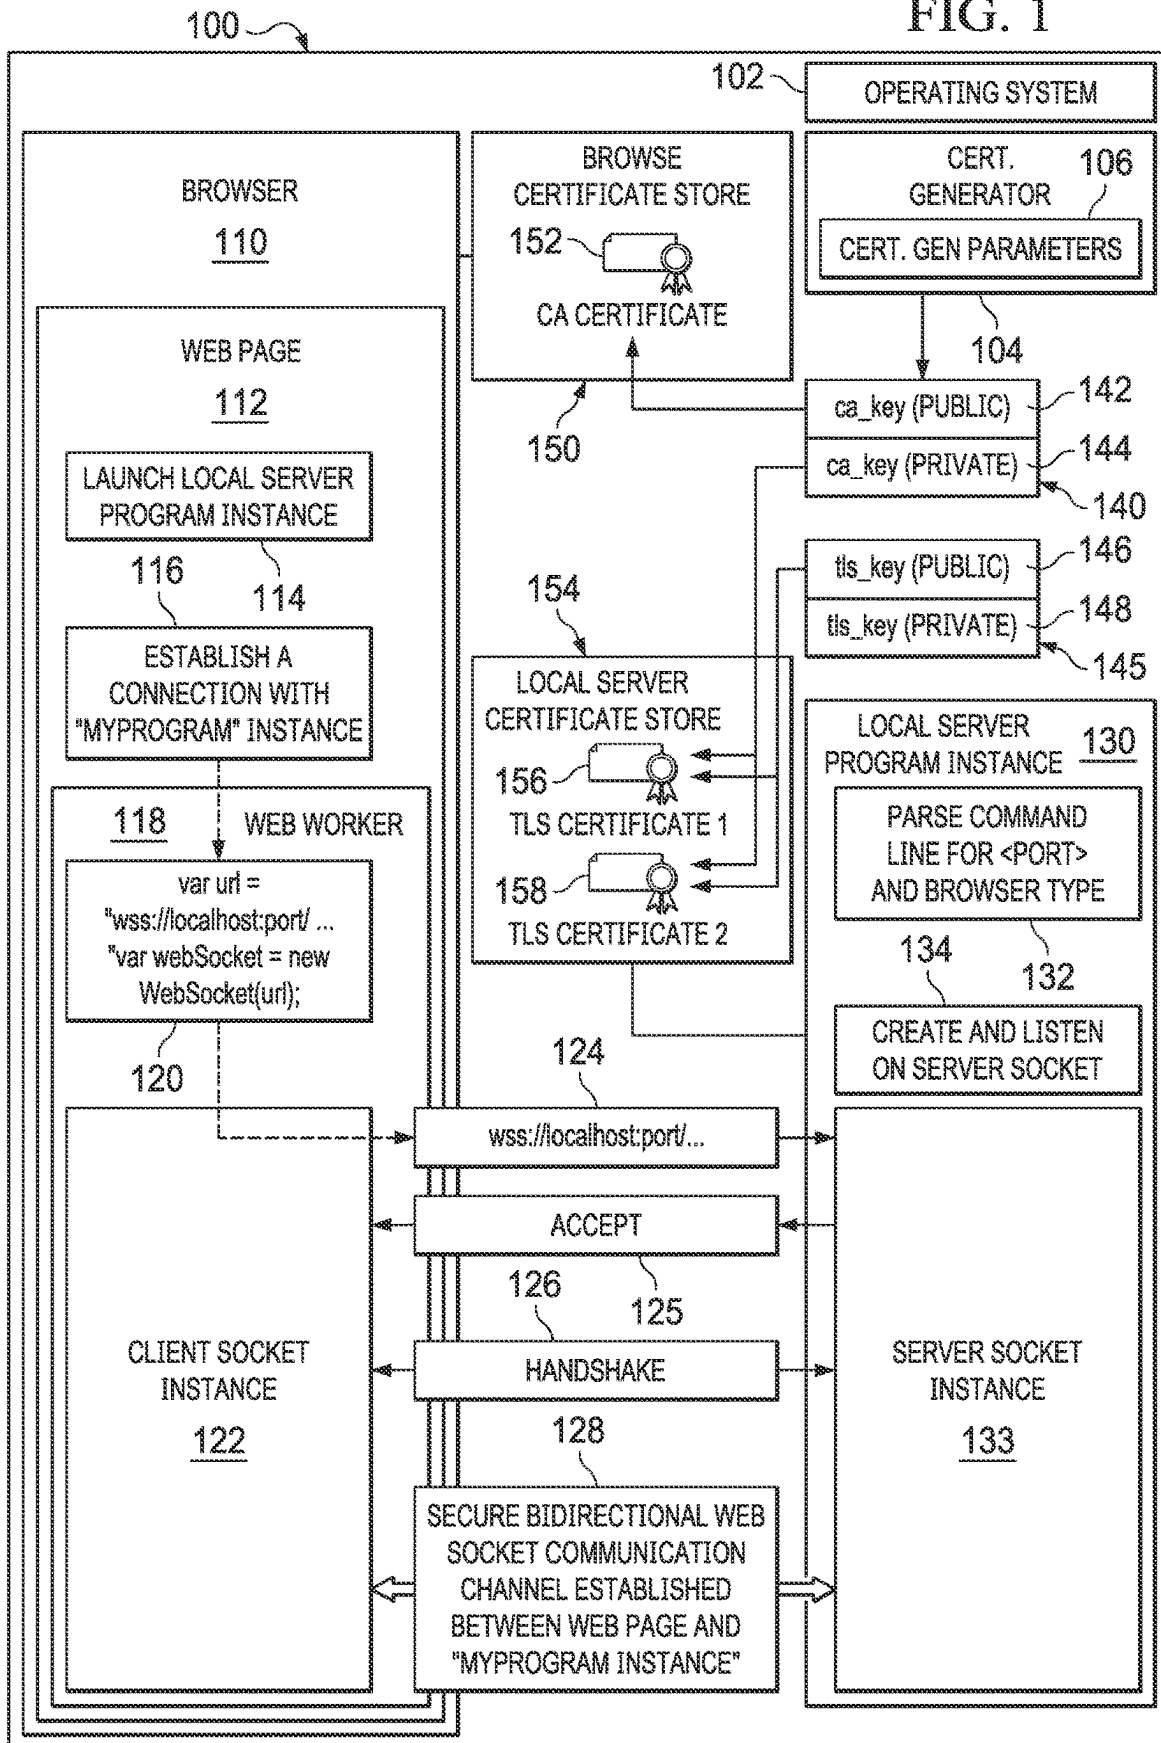 FIG. 1
100
102
OPERATING SYSTEM
BROWSER
110
BROWSE
CERTIFICATE STORE
152
CA CERTIFICATE
150
CERT.
GENERATOR
106
CERT. GEN PARAMETERS
104
ca_key (PUBLIC)
142
ca_key (PRIVATE)
144
140
tls_key (PUBLIC)
146
tls_key (PRIVATE)
148
145
WEB PAGE
112
LAUNCH LOCAL SERVER
PROGRAM INSTANCE
114
116
ESTABLISH A
CONNECTION WITH
"MYPROGRAM" INSTANCE
154
LOCAL SERVER
CERTIFICATE STORE
156
TLS CERTIFICATE 1
158
TLS CERTIFICATE 2
LOCAL SERVER
PROGRAM INSTANCE
130
PARSE COMMAND
LINE FOR <PORT>
AND BROWSER TYPE
132
134
CREATE AND LISTEN
ON SERVER SOCKET
118
WEB WORKER
var url =
"wss://localhost:port/ ...
"var webSocket = new
WebSocket(url);
120
124
wss://localhost:port/...
ACCEPT
125
126
HANDSHAKE
CLIENT SOCKET
INSTANCE
122
SERVER SOCKET
INSTANCE
133
128
SECURE BIDIRECTIONAL WEB
SOCKET COMMUNICATION
CHANNEL ESTABLISHED
BETWEEN WEB PAGE AND
"MYPROGRAM INSTANCE"